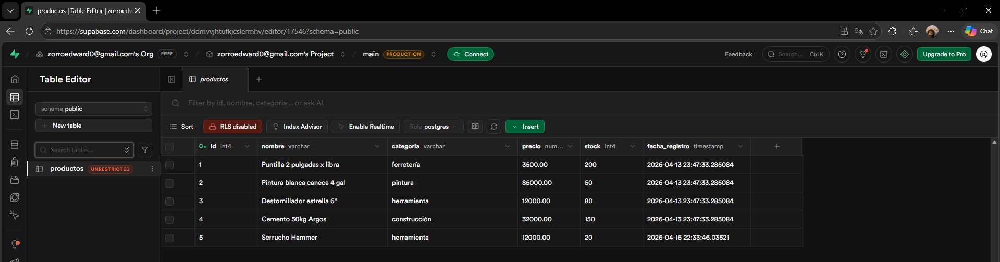 productos | Table Editor | zorroedw
https://supabase.com/dashboard/project/ddmvvjhtufkjcslermhv/editor/17546?schema=public
Chat
zorroedward0@gmail.com's Org FREE / zorroedward0@gmail.com's Project / main PRODUCTION Connect Feedback Search... Ctrl K Upgrade to Pro
Table Editor
productos
schema public
Filter by id, nombre, categoria... or ask AI
New table
Sort RLS disabled Index Advisor Enable Realtime Role postgres Insert
Search tables...
id int4 nombre varchar categoria varchar precio num... stock int4 fecha_registro timestamp
productos UNRESTRICTED
1 Puntilla 2 pulgadas x libra ferretería 3500.00 200 2026-04-13 23:47:33.285084
2 Pintura blanca caneca 4 gal pintura 85000.00 50 2026-04-13 23:47:33.285084
3 Destornillador estrella 6" herramienta 12000.00 80 2026-04-13 23:47:33.285084
4 Cemento 50kg Argos construcción 32000.00 150 2026-04-13 23:47:33.285084
5 Serrucho Hammer herramienta 12000.00 20 2026-04-16 22:33:46.03521